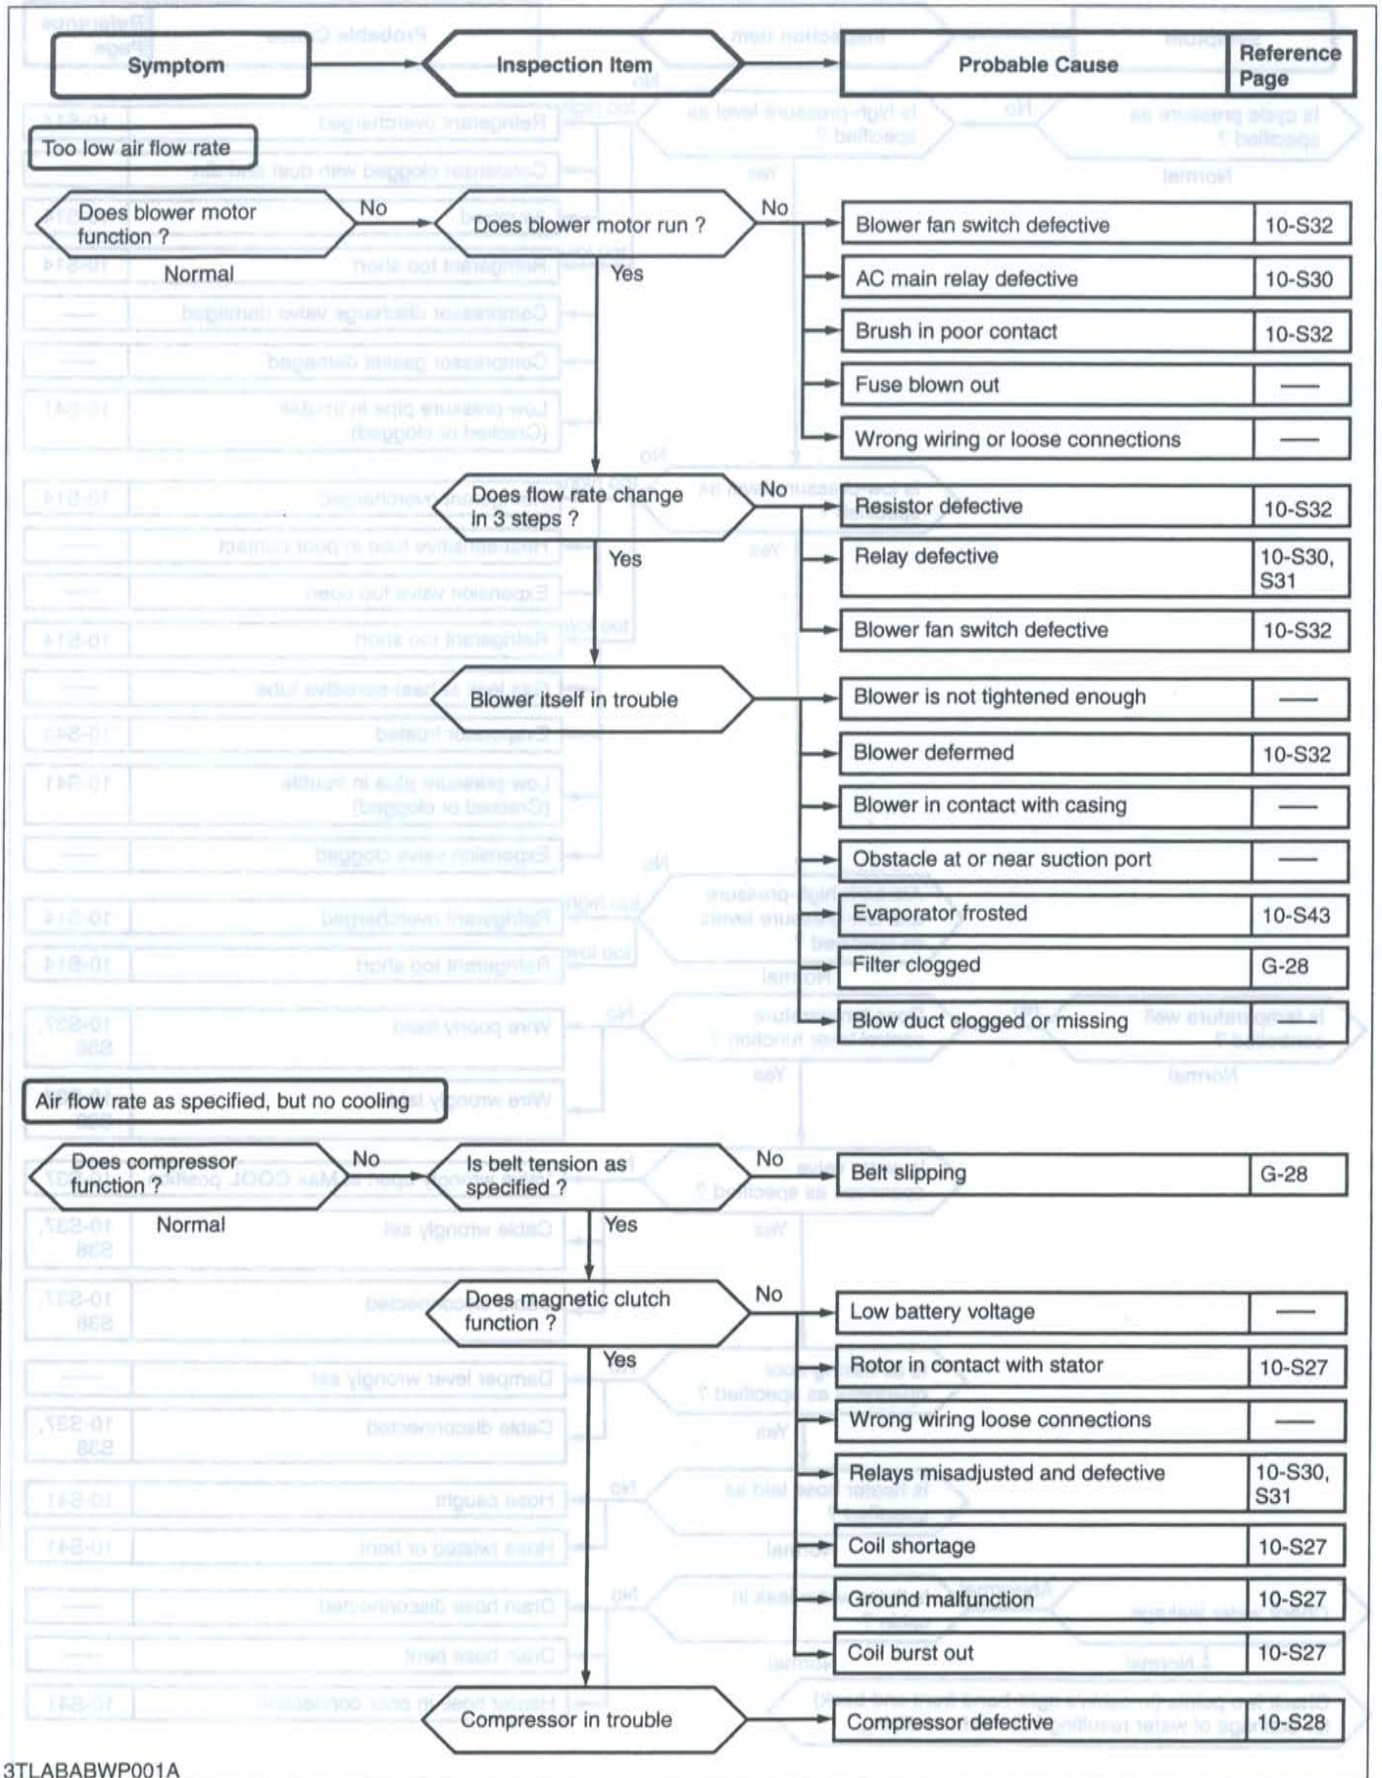 Symptom
Inspection Item
Probable Cause
Reference
Page
Too low air flow rate
Does blower motor
function ?
No
Normal
Does blower motor run ?
No
Yes
Blower fan switch defective 10-S32
AC main relay defective 10-S30
Brush in poor contact 10-S32
Fuse blown out —
Wrong wiring or loose connections —
Does flow rate change
in 3 steps ?
No
Yes
Resistor defective 10-S32
Relay defective 10-S30,
S31
Blower fan switch defective 10-S32
Blower itself in trouble
Blower is not tightened enough —
Blower defermed 10-S32
Blower in contact with casing —
Obstacle at or near suction port —
Evaporator frosted 10-S43
Filter clogged G-28
Blow duct clogged or missing —
Air flow rate as specified, but no cooling
Does compressor
function ?
No
Normal
Is belt tension as
specified ?
No
Yes
Belt slipping G-28
Does magnetic clutch
function ?
No
Yes
Low battery voltage —
Rotor in contact with stator 10-S27
Wrong wiring loose connections —
Relays misadjusted and defective 10-S30,
S31
Coil shortage 10-S27
Ground malfunction 10-S27
Coil burst out 10-S27
Compressor in trouble
Compressor defective 10-S28
3TLABABWP001A